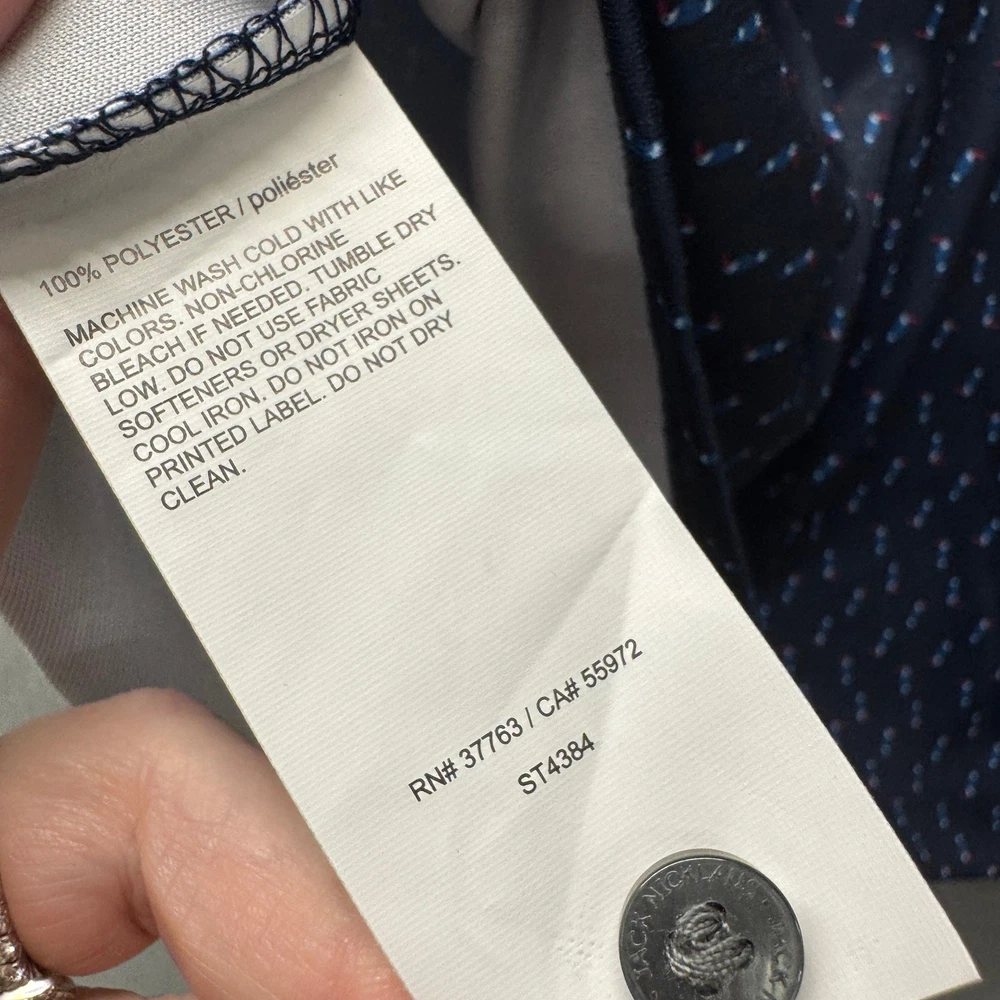 100% POLYESTER / poliéster
MACHINE WASH COLD WITH LIKE
COLORS. NON-CHLORINE
BLEACH IF NEEDED. TUMBLE DRY
LOW. DO NOT USE FABRIC
SOFTENERS OR DRYER SHEETS.
COOL IRON. DO NOT IRON ON
PRINTED LABEL. DO NOT DRY
CLEAN.
RN# 37763 / CA# 55972
ST4384
JACK NICKLAUS JACK